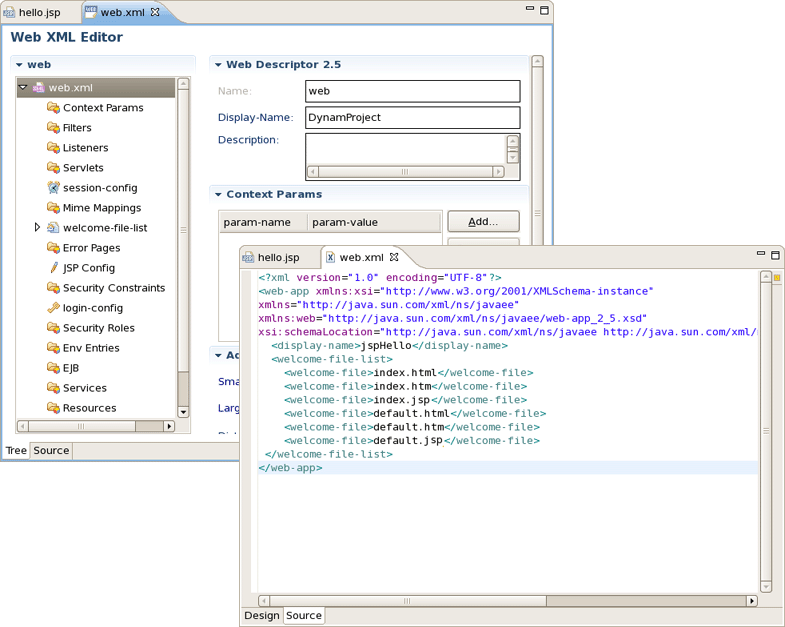 hello.jsp
web.xml
Web XML Editor
web
web.xml
Context Params
Filters
Listeners
Servlets
session-config
Mime Mappings
welcome-file-list
Error Pages
JSP Config
Security Constraints
login-config
Security Roles
Env Entries
EJB
Services
Resources
Tree Source
Web Descriptor 2.5
Name: web
Display-Name: DynamProject
Description:
Context Params
param-name param-value
Add...
hello.jsp
web.xml
<?xml version="1.0" encoding="UTF-8"?>
<web-app xmlns:xsi="http://www.w3.org/2001/XMLSchema-instance"
xmlns="http://java.sun.com/xml/ns/javaee"
xmlns:web="http://java.sun.com/xml/ns/javaee/web-app_2_5.xsd"
xsi:schemaLocation="http://java.sun.com/xml/ns/javaee http://java.sun.com/xml/
<display-name>jspHello</display-name>
<welcome-file-list>
<welcome-file>index.html</welcome-file>
<welcome-file>index.htm</welcome-file>
<welcome-file>index.jsp</welcome-file>
<welcome-file>default.html</welcome-file>
<welcome-file>default.htm</welcome-file>
<welcome-file>default.jsp</welcome-file>
</welcome-file-list>
</web-app>
Design Source